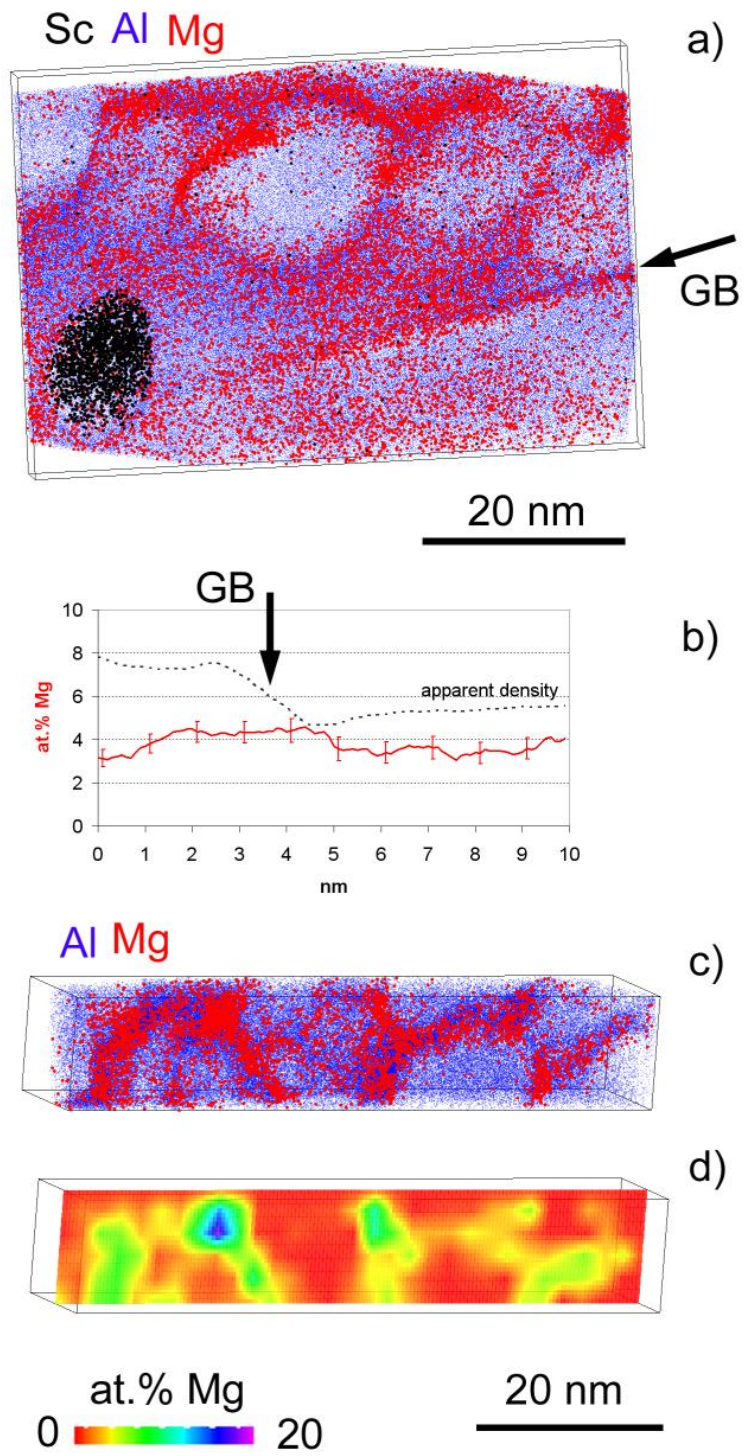 Sc Al Mg
a)
GB
20 nm
GB
b)
10
8
6
4
2
0
at.% Mg
apparent density
0 1 2 3 4 5 6 7 8 9 10
nm
Al Mg
c)
d)
at.% Mg
0 20
20 nm